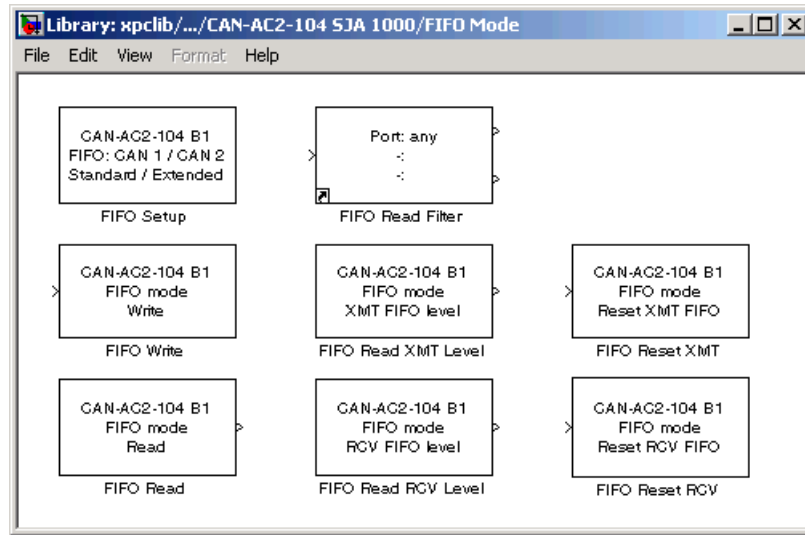 Library: xpclib/.../CAN-AC2-104 SJA 1000/FIFO Mode
File Edit View Format Help
CAN-AC2-104 B1
FIFO: CAN 1 / CAN 2
Standard / Extended
FIFO Setup
Port: any
-:
-:
FIFO Read Filter
CAN-AC2-104 B1
FIFO mode
Write
FIFO Write
CAN-AC2-104 B1
FIFO mode
XMT FIFO level
FIFO Read XMT Level
CAN-AC2-104 B1
FIFO mode
Reset XMT FIFO
FIFO Reset XMT
CAN-AC2-104 B1
FIFO mode
Read
FIFO Read
CAN-AC2-104 B1
FIFO mode
RCV FIFO level
FIFO Read RCV Level
CAN-AC2-104 B1
FIFO mode
Reset RCV FIFO
FIFO Reset RCV